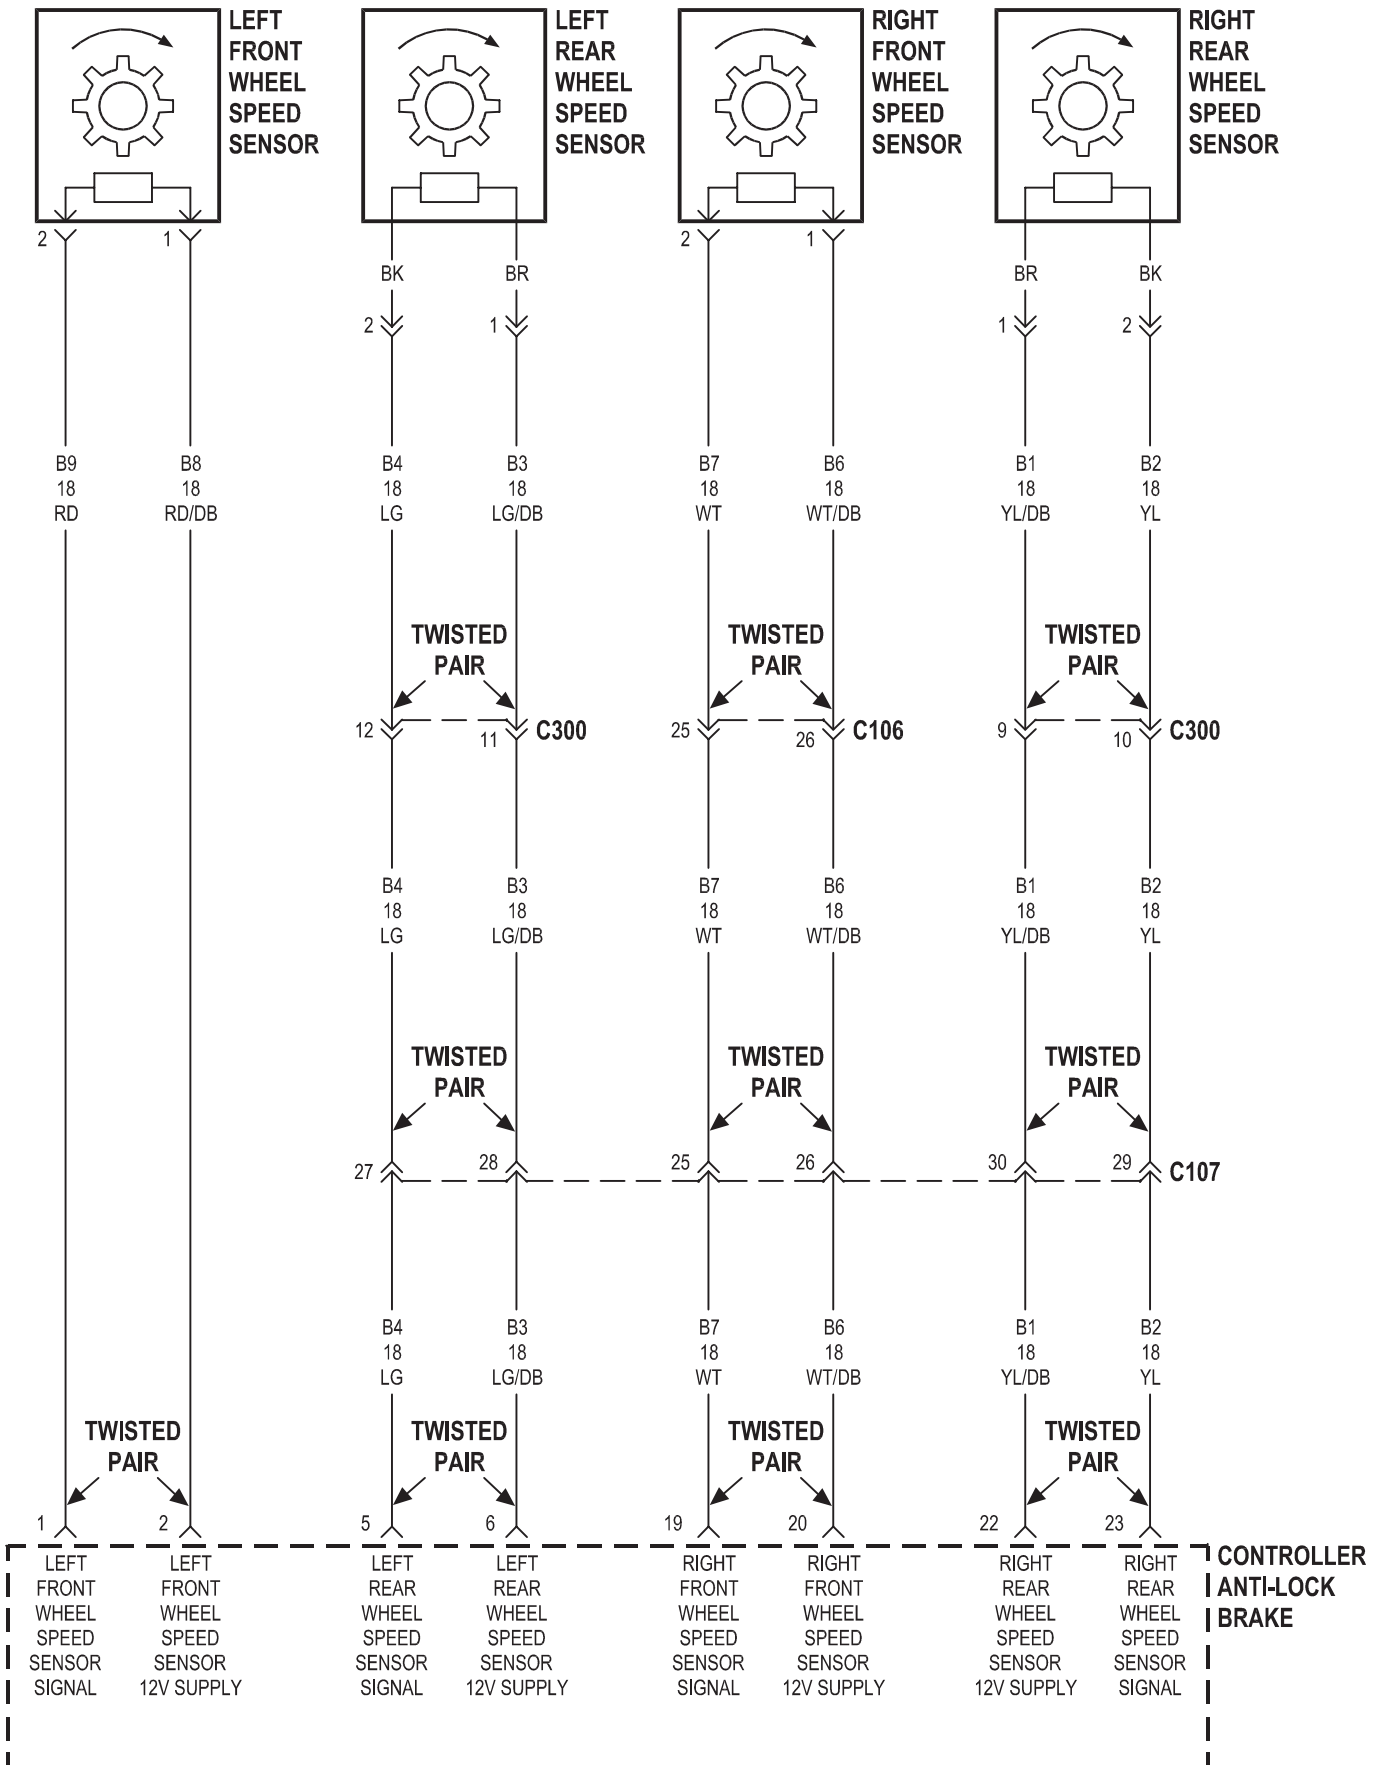 LEFT
FRONT
WHEEL
SPEED
SENSOR
LEFT
REAR
WHEEL
SPEED
SENSOR
RIGHT
FRONT
WHEEL
SPEED
SENSOR
RIGHT
REAR
WHEEL
SPEED
SENSOR
2 1 2 1
BK BR BR BK
2 1 1 2
B9 B8 B4 B3 B7 B6 B1 B2
18 18 18 18 18 18 18 18
RD RD/DB LG LG/DB WT WT/DB YL/DB YL
TWISTED
PAIR
TWISTED
PAIR
TWISTED
PAIR
12 11 C300 25 26 C106 9 10 C300
B4 B3 B7 B6 B1 B2
18 18 18 18 18 18
LG LG/DB WT WT/DB YL/DB YL
TWISTED
PAIR
TWISTED
PAIR
TWISTED
PAIR
27 28 25 26 30 29 C107
B4 B3 B7 B6 B1 B2
18 18 18 18 18 18
LG LG/DB WT WT/DB YL/DB YL
TWISTED
PAIR
TWISTED
PAIR
TWISTED
PAIR
TWISTED
PAIR
1 2 5 6 19 20 22 23
LEFT
FRONT
WHEEL
SPEED
SENSOR
SIGNAL
LEFT
FRONT
WHEEL
SPEED
SENSOR
12V SUPPLY
LEFT
REAR
WHEEL
SPEED
SENSOR
SIGNAL
LEFT
REAR
WHEEL
SPEED
SENSOR
12V SUPPLY
RIGHT
FRONT
WHEEL
SPEED
SENSOR
SIGNAL
RIGHT
FRONT
WHEEL
SPEED
SENSOR
12V SUPPLY
RIGHT
REAR
WHEEL
SPEED
SENSOR
12V SUPPLY
RIGHT
REAR
WHEEL
SPEED
SENSOR
SIGNAL
CONTROLLER
ANTI-LOCK
BRAKE